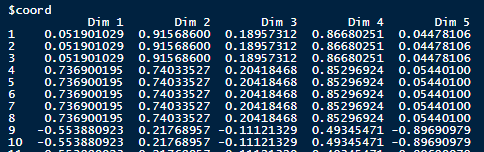 $coord
Dim 1 Dim 2 Dim 3 Dim 4 Dim 5
1 0.051901029 0.91568600 0.18957312 0.86680251 0.04478106
2 0.051901029 0.91568600 0.18957312 0.86680251 0.04478106
3 0.051901029 0.91568600 0.18957312 0.86680251 0.04478106
4 0.736900195 0.74033527 0.20418468 0.85296924 0.05440100
5 0.736900195 0.74033527 0.20418468 0.85296924 0.05440100
6 0.736900195 0.74033527 0.20418468 0.85296924 0.05440100
7 0.736900195 0.74033527 0.20418468 0.85296924 0.05440100
8 0.736900195 0.74033527 0.20418468 0.85296924 0.05440100
9 -0.553880923 0.21768957 -0.11121329 0.49345471 -0.89690979
10 -0.553880923 0.21768957 -0.11121329 0.49345471 -0.89690979